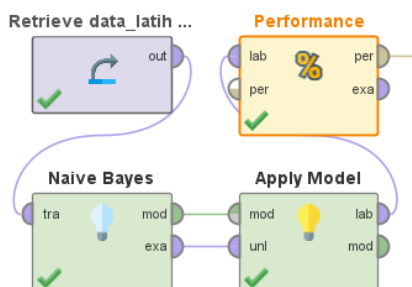 Retrieve data_latih ...
out
Performance
lab
per
%
per
exa
Naive Bayes
tra
mod
exa
Apply Model
mod
lab
unl
mod